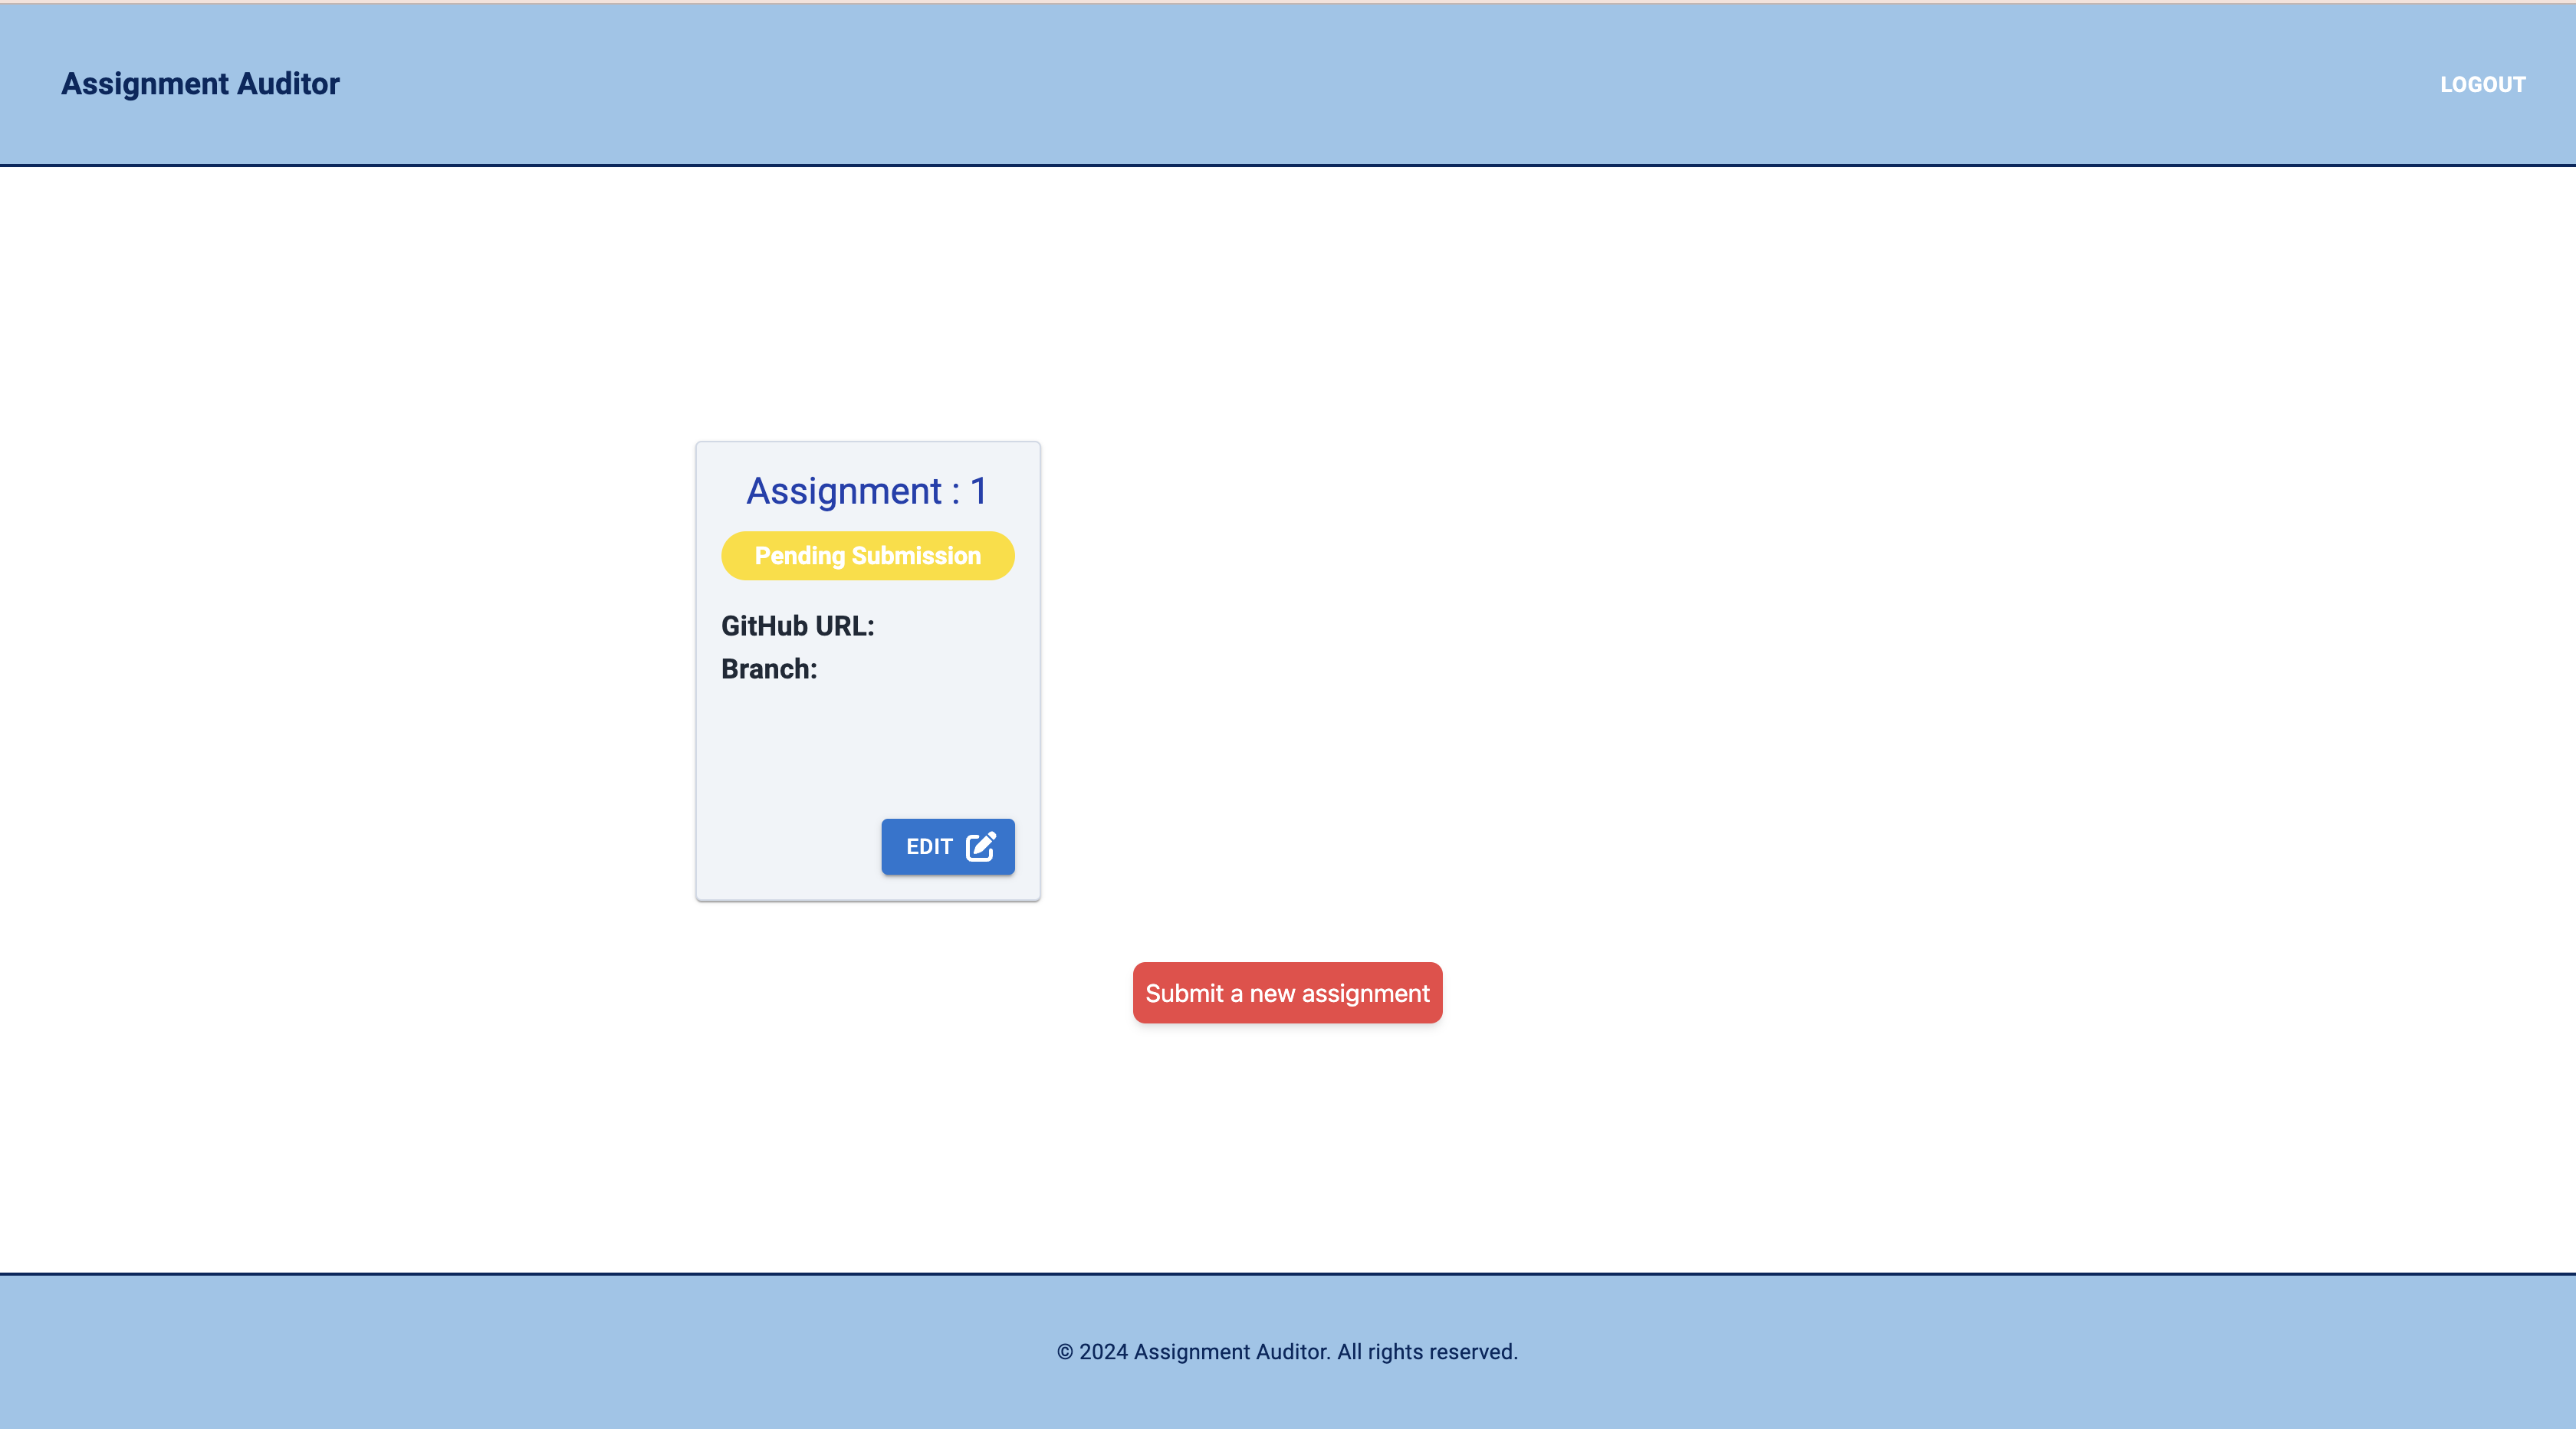 Assignment Auditor
LOGOUT
Assignment : 1
Pending Submission
GitHub URL:
Branch:
EDIT
Submit a new assignment
© 2024 Assignment Auditor. All rights reserved.